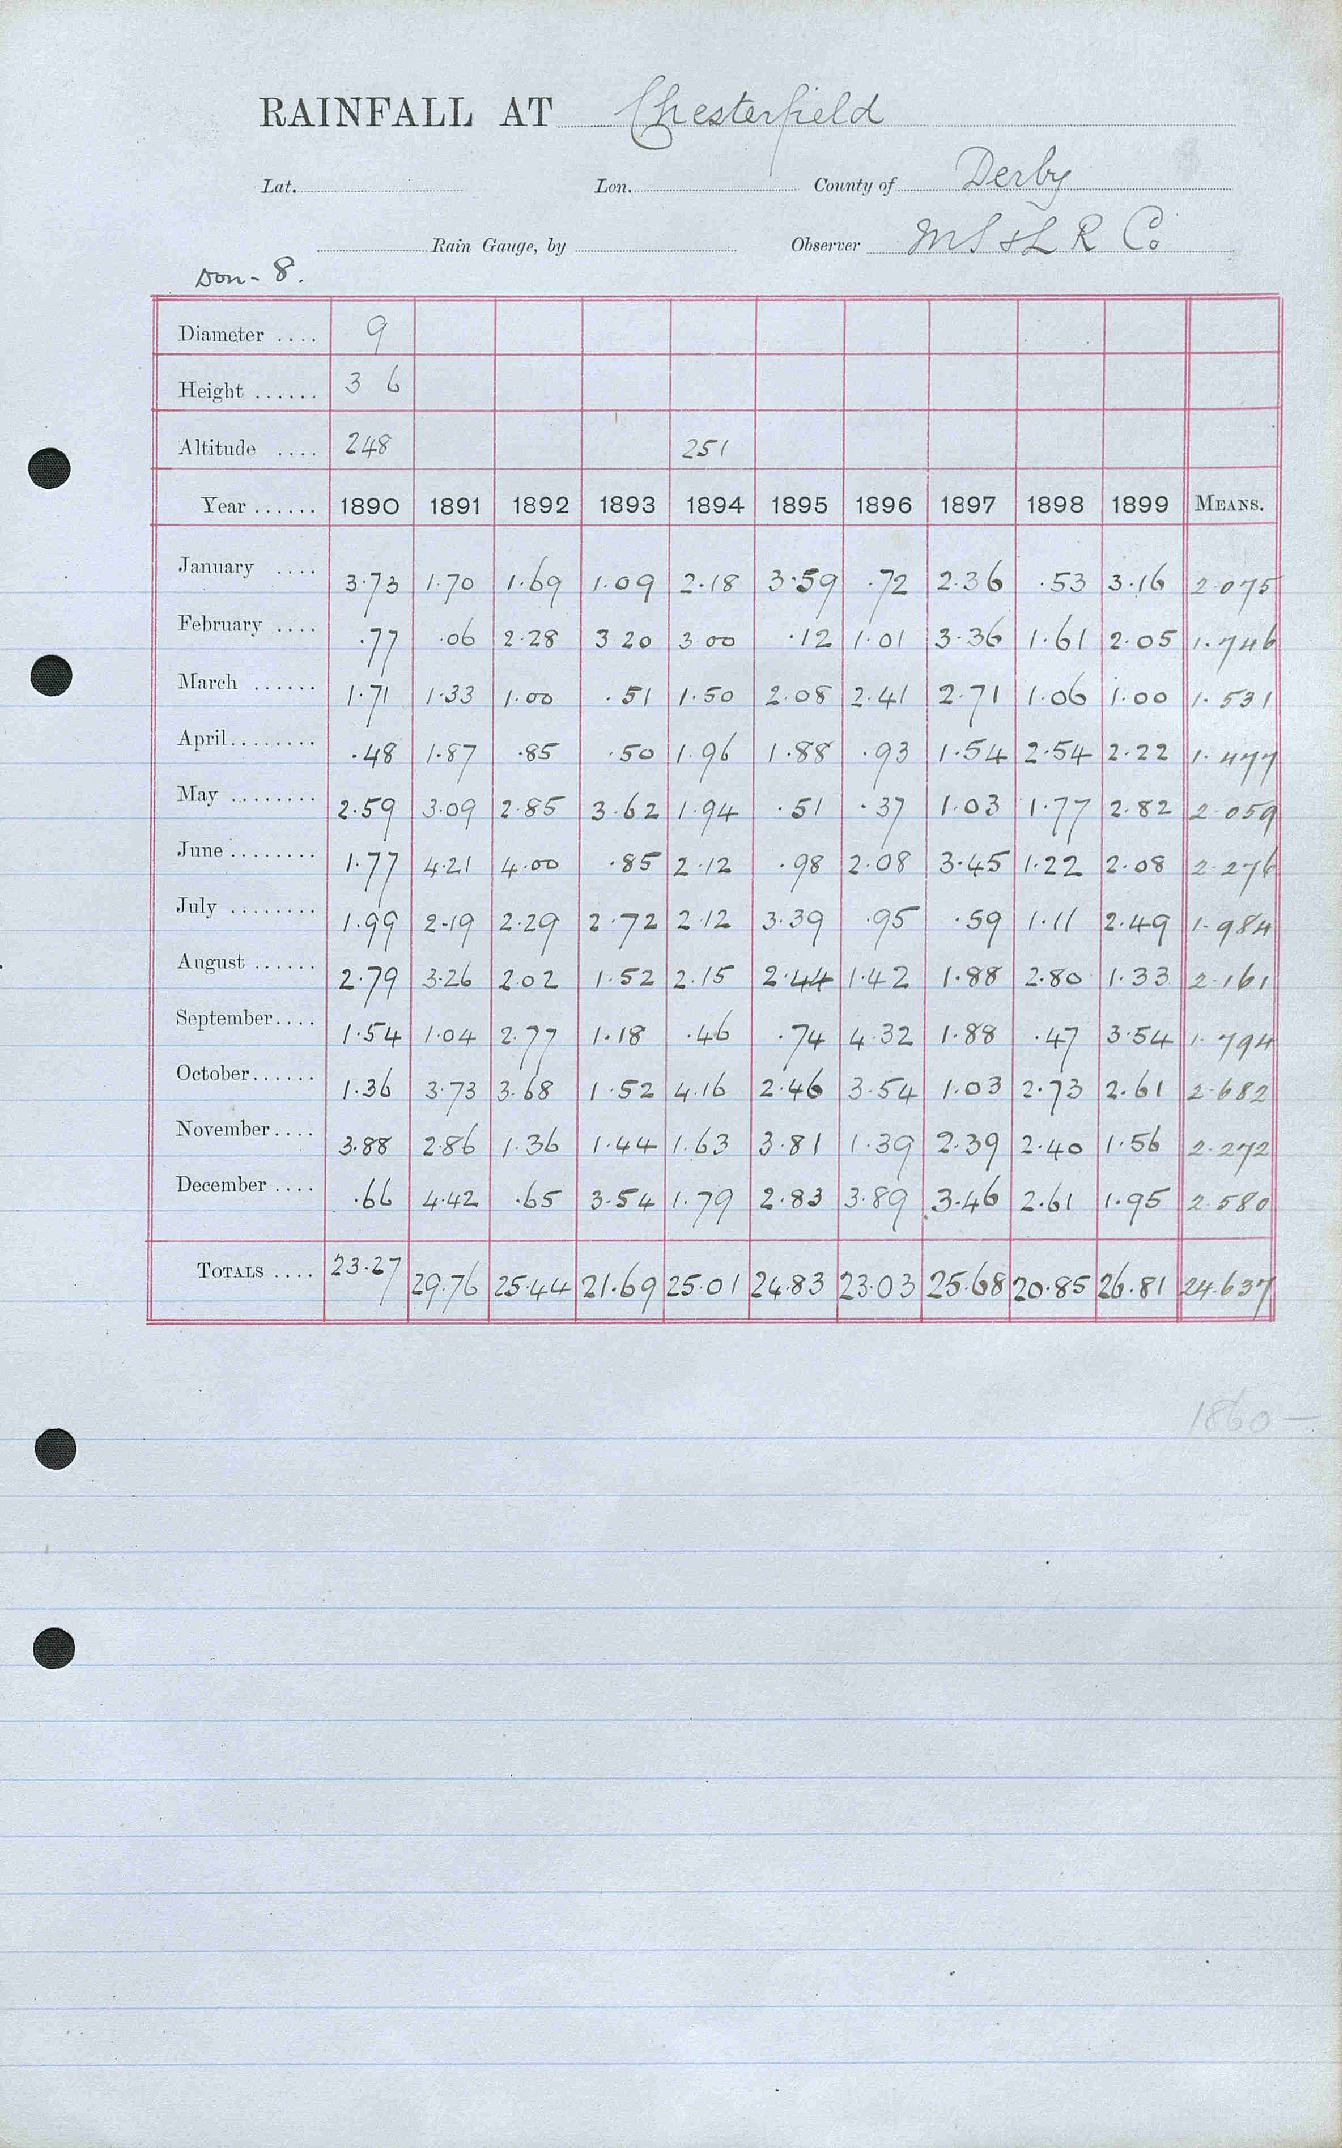 RAINFALL AT Chesterfield
Lat. Lon. County of Derby
Rain Gauge, by Observer M S & L R Co.
Don - 8.
Diameter .... 9
Height ...... 3 6
Altitude .... 248 251
Year ...... 1890 1891 1892 1893 1894 1895 1896 1897 1898 1899 MEANS.
January .... 3.73 1.70 1.69 1.09 2.18 3.59 .72 2.36 .53 3.16 2.075
February .... .77 .06 2.28 3 20 3 00 .12 1.01 3.36 1.61 2.05 1.746
March ...... 1.71 1.33 1.00 .51 1.50 2.08 2.41 2.71 1.06 1.00 1.531
April........ .48 1.87 .85 .50 1.96 1.88 .93 1.54 2.54 2.22 1.477
May ........ 2.59 3.09 2.85 3.62 1.94 .51 .37 1.03 1.77 2.82 2.059
June ........ 1.77 4.21 4.00 .85 2.12 .98 2.08 3.45 1.22 2.08 2.276
July ........ 1.99 2.19 2.29 2.72 2.12 3.39 .95 .59 1.11 2.49 1.984
August ...... 2.79 3.26 2.02 1.52 2.15 2.44 1.42 1.88 2.80 1.33 2.161
September.... 1.54 1.04 2.77 1.18 .46 .74 4.32 1.88 .47 3.54 1.794
October...... 1.36 3.73 3.68 1.52 4.16 2.46 3.54 1.03 2.73 2.61 2.682
November.... 3.88 2.86 1.36 1.44 1.63 3.81 1.39 2.39 2.40 1.56 2.272
December .... .66 4.42 .65 3.54 1.79 2.83 3.89 3.46 2.61 1.95 2.580
TOTALS .... 23.27 29.76 25.44 21.69 25.01 24.83 23.03 25.68 20.85 26.81 24.637
1860 —